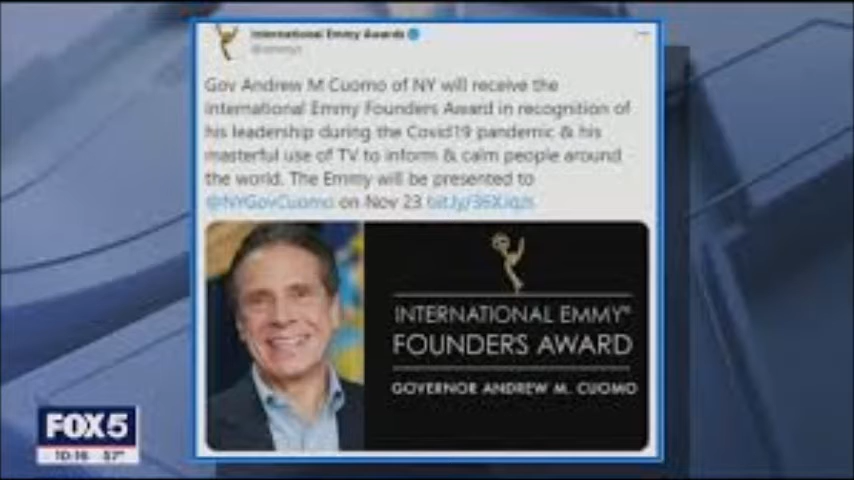 International Emmy Awards
Gov Andrew M Cuomo of NY will receive the
International Emmy Founders Award in recognition of
his leadership during the Covid19 pandemic & his
masterful use of TV to inform & calm people around
the world. The Emmy will be presented to
@NYGovCuomo on Nov 23
INTERNATIONAL EMMY®
FOUNDERS AWARD
GOVERNOR ANDREW M. CUOMO
FOX 5
10:16 57°